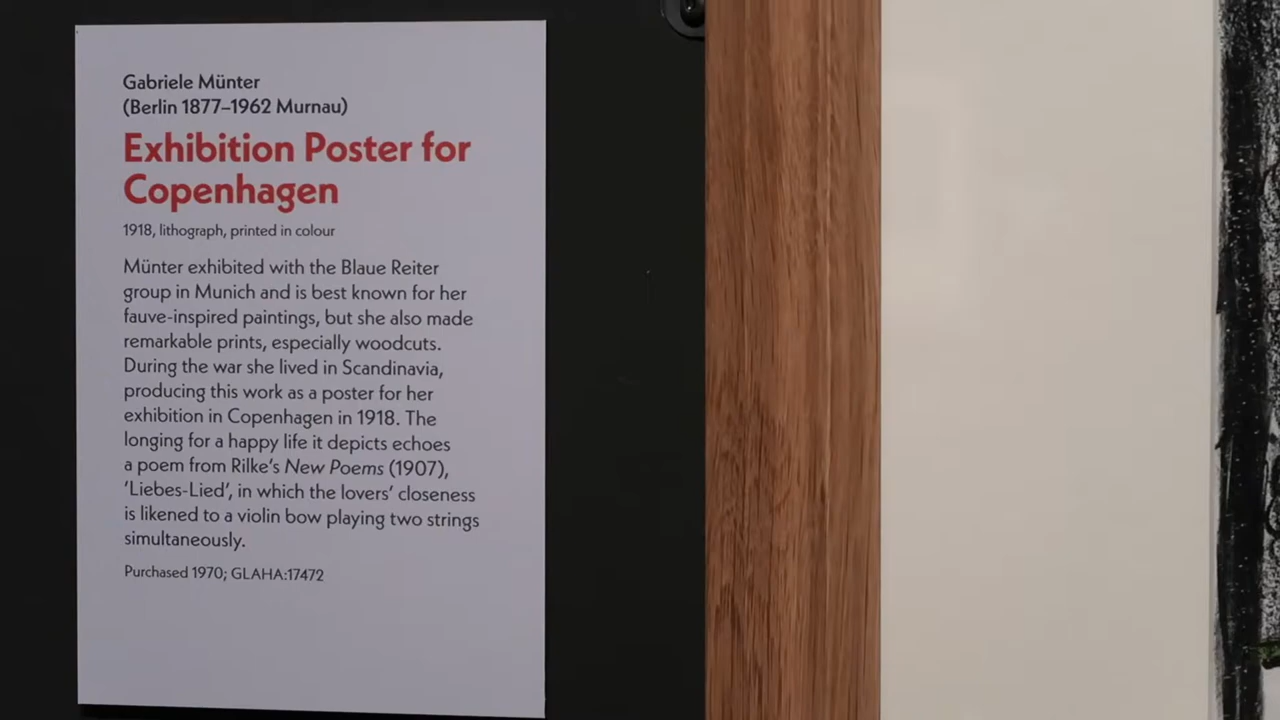 Gabriele Münter
(Berlin 1877–1962 Murnau)
Exhibition Poster for
Copenhagen
1918, lithograph, printed in colour
Münter exhibited with the Blaue Reiter
group in Munich and is best known for her
fauve-inspired paintings, but she also made
remarkable prints, especially woodcuts.
During the war she lived in Scandinavia,
producing this work as a poster for her
exhibition in Copenhagen in 1918. The
longing for a happy life it depicts echoes
a poem from Rilke's New Poems (1907),
'Liebes-Lied', in which the lovers' closeness
is likened to a violin bow playing two strings
simultaneously.
Purchased 1970; GLAHA:17472